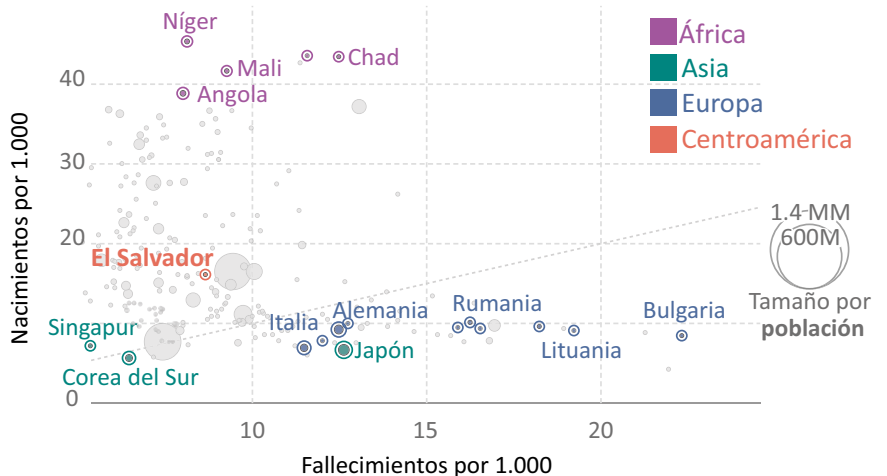 Níger
Mali
Chad
Angola
África
Asia
Europa
Centroamérica
Nacimientos por 1.000
40
30
20
10
0
El Salvador
1.4 MM
600M
Tamaño por
población
Singapur
Corea del Sur
Italia
Alemania
Japón
Rumania
Lituania
Bulgaria
10
15
20
Fallecimientos por 1.000